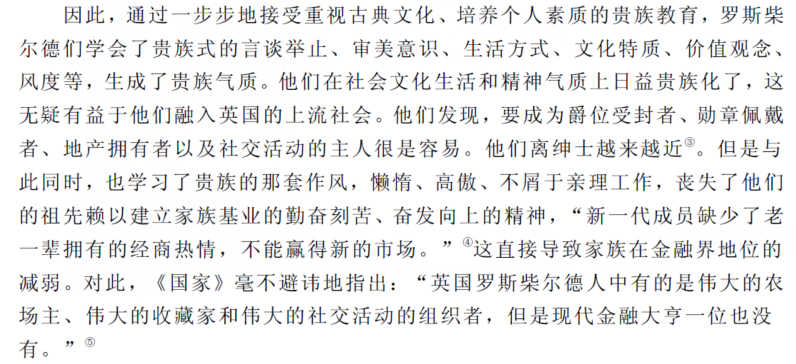 因此，通过一步步地接受重视古典文化、培养个人素质的贵族教育，罗斯柴
尔德们学会了贵族式的言谈举止、审美意识、生活方式、文化特质、价值观念、
风度等，生成了贵族气质。他们在社会文化生活和精神气质上日益贵族化了，这
无疑有益于他们融入英国的上流社会。他们发现，要成为爵位受封者、勋章佩戴
者、地产拥有者以及社交活动的主人很是容易。他们离绅士越来越近③。但是与
此同时，也学习了贵族的那套作风，懒惰、高傲、不屑于亲理工作，丧失了他们
的祖先赖以建立家族基业的勤奋刻苦、奋发向上的精神，“新一代成员缺少了老
一辈拥有的经商热情，不能赢得新的市场。”④这直接导致家族在金融界地位的
减弱。对此，《国家》毫不避讳地指出：“英国罗斯柴尔德人中有的是伟大的农
场主、伟大的收藏家和伟大的社交活动的组织者，但是现代金融大亨一位也没
有。”⑤